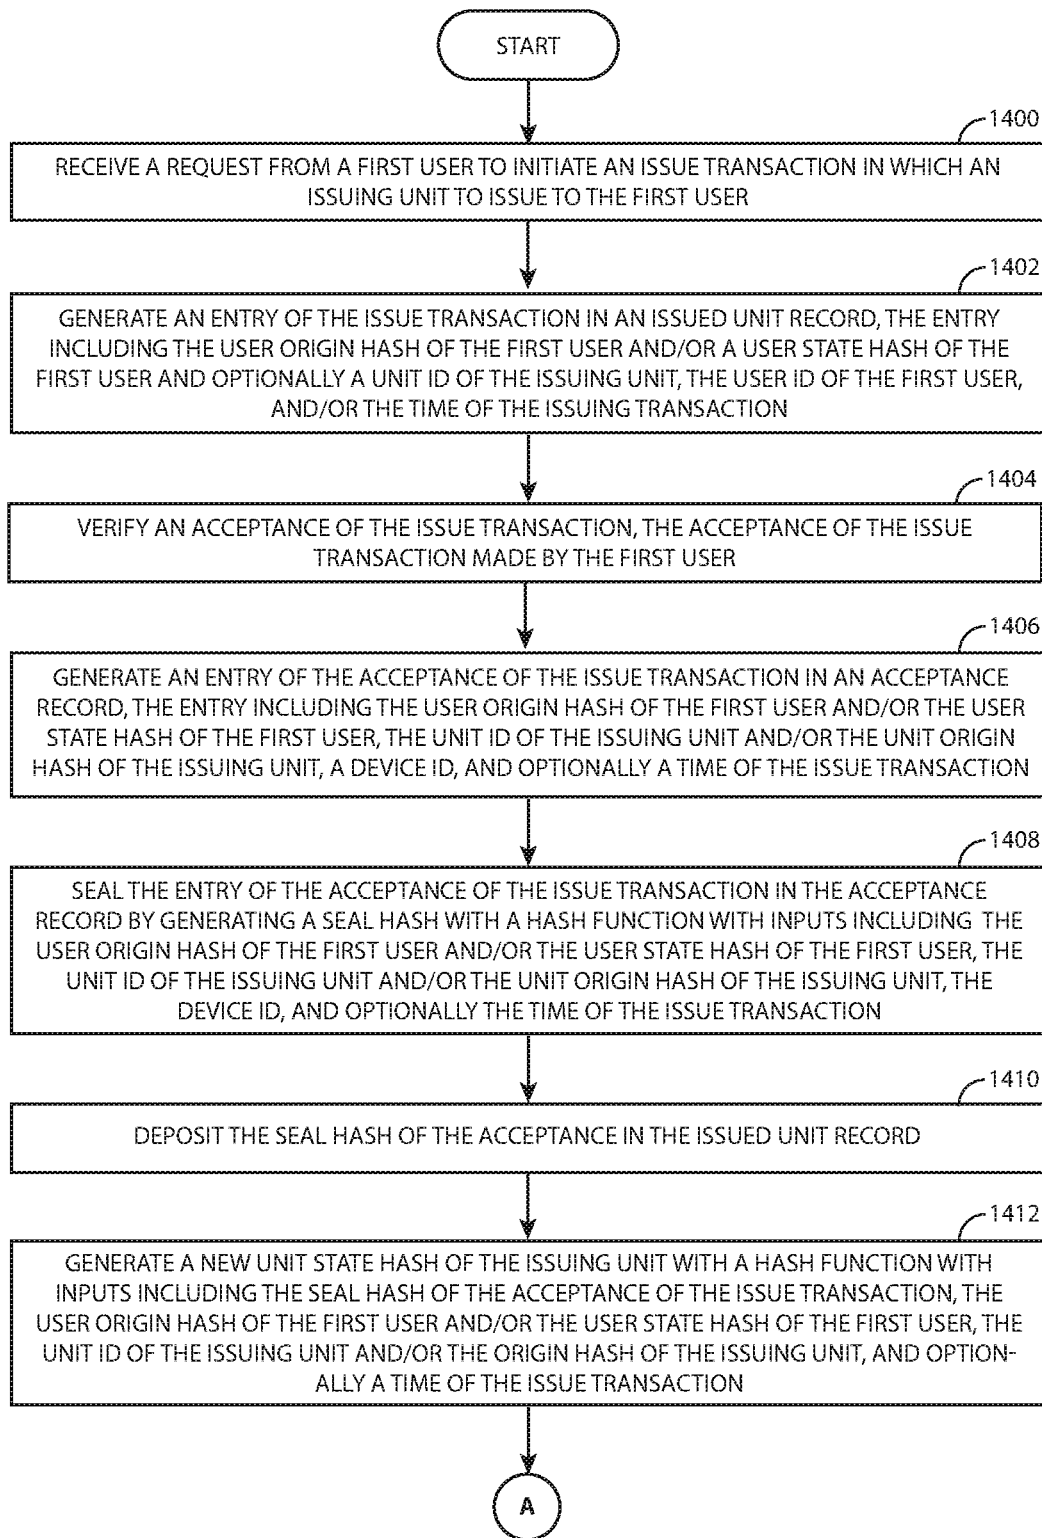 START
1400
RECEIVE A REQUEST FROM A FIRST USER TO INITIATE AN ISSUE TRANSACTION IN WHICH AN
ISSUING UNIT TO ISSUE TO THE FIRST USER
1402
GENERATE AN ENTRY OF THE ISSUE TRANSACTION IN AN ISSUED UNIT RECORD, THE ENTRY
INCLUDING THE USER ORIGIN HASH OF THE FIRST USER AND/OR A USER STATE HASH OF THE
FIRST USER AND OPTIONALLY A UNIT ID OF THE ISSUING UNIT, THE USER ID OF THE FIRST USER,
AND/OR THE TIME OF THE ISSUING TRANSACTION
1404
VERIFY AN ACCEPTANCE OF THE ISSUE TRANSACTION, THE ACCEPTANCE OF THE ISSUE
TRANSACTION MADE BY THE FIRST USER
1406
GENERATE AN ENTRY OF THE ACCEPTANCE OF THE ISSUE TRANSACTION IN AN ACCEPTANCE
RECORD, THE ENTRY INCLUDING THE USER ORIGIN HASH OF THE FIRST USER AND/OR THE USER
STATE HASH OF THE FIRST USER, THE UNIT ID OF THE ISSUING UNIT AND/OR THE UNIT ORIGIN
HASH OF THE ISSUING UNIT, A DEVICE ID, AND OPTIONALLY A TIME OF THE ISSUE TRANSACTION
1408
SEAL THE ENTRY OF THE ACCEPTANCE OF THE ISSUE TRANSACTION IN THE ACCEPTANCE
RECORD BY GENERATING A SEAL HASH WITH A HASH FUNCTION WITH INPUTS INCLUDING THE
USER ORIGIN HASH OF THE FIRST USER AND/OR THE USER STATE HASH OF THE FIRST USER, THE
UNIT ID OF THE ISSUING UNIT AND/OR THE UNIT ORIGIN HASH OF THE ISSUING UNIT, THE
DEVICE ID, AND OPTIONALLY THE TIME OF THE ISSUE TRANSACTION
1410
DEPOSIT THE SEAL HASH OF THE ACCEPTANCE IN THE ISSUED UNIT RECORD
1412
GENERATE A NEW UNIT STATE HASH OF THE ISSUING UNIT WITH A HASH FUNCTION WITH
INPUTS INCLUDING THE SEAL HASH OF THE ACCEPTANCE OF THE ISSUE TRANSACTION, THE
USER ORIGIN HASH OF THE FIRST USER AND/OR THE USER STATE HASH OF THE FIRST USER, THE
UNIT ID OF THE ISSUING UNIT AND/OR THE ORIGIN HASH OF THE ISSUING UNIT, AND OPTION-
ALLY A TIME OF THE ISSUE TRANSACTION
A